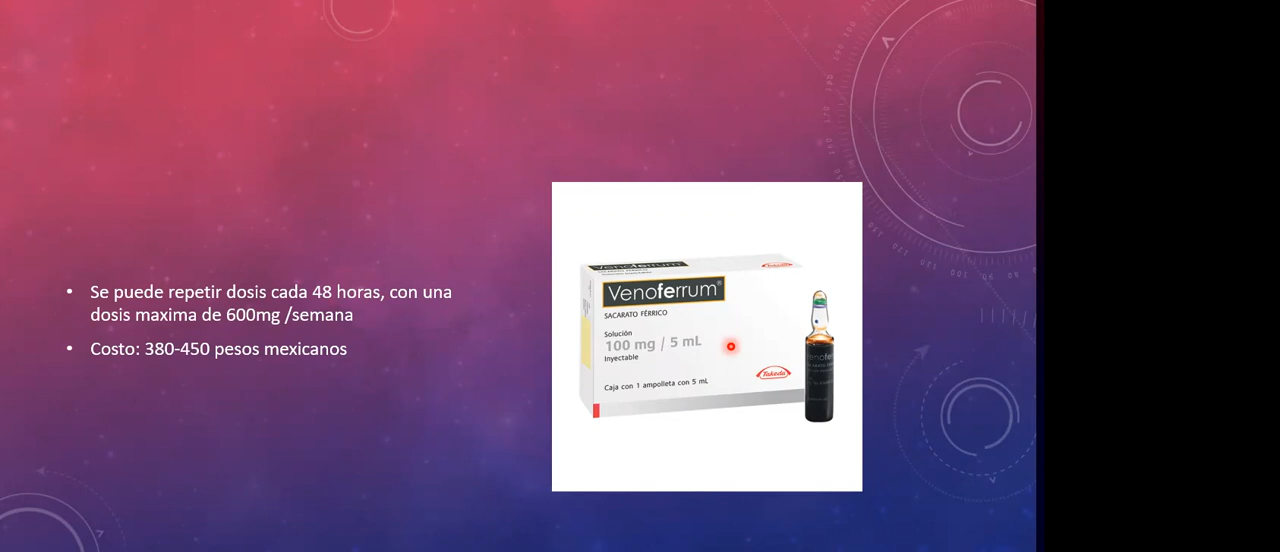 Se puede repetir dosis cada 48 horas, con una
dosis maxima de 600mg /semana
Costo: 380-450 pesos mexicanos
Venoferrum®
SACARATO FÉRRICO
Solución
100 mg / 5 mL
Inyectable
Takeda
Caja con 1 ampolleta con 5 mL